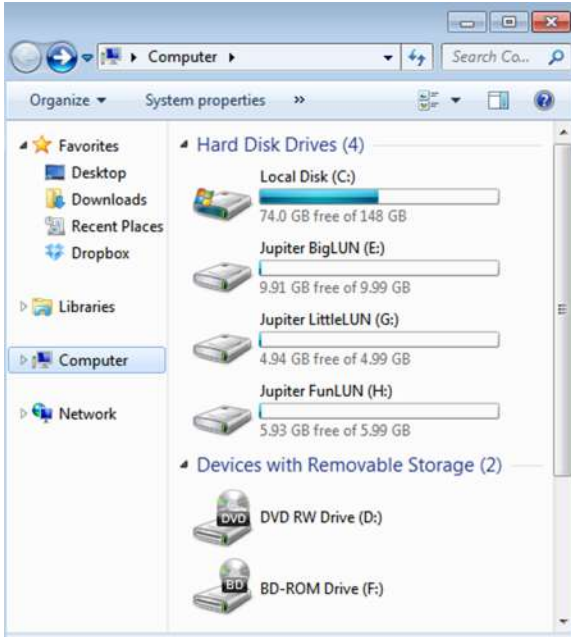 Computer
Search Co...
Organize
System properties
»
Favorites
Desktop
Downloads
Recent Places
Dropbox
Libraries
Computer
Network
Hard Disk Drives (4)
Local Disk (C:)
74.0 GB free of 148 GB
Jupiter BigLUN (E:)
9.91 GB free of 9.99 GB
Jupiter LittleLUN (G:)
4.94 GB free of 4.99 GB
Jupiter FunLUN (H:)
5.93 GB free of 5.99 GB
Devices with Removable Storage (2)
DVD
DVD RW Drive (D:)
BD
BD-ROM Drive (F:)